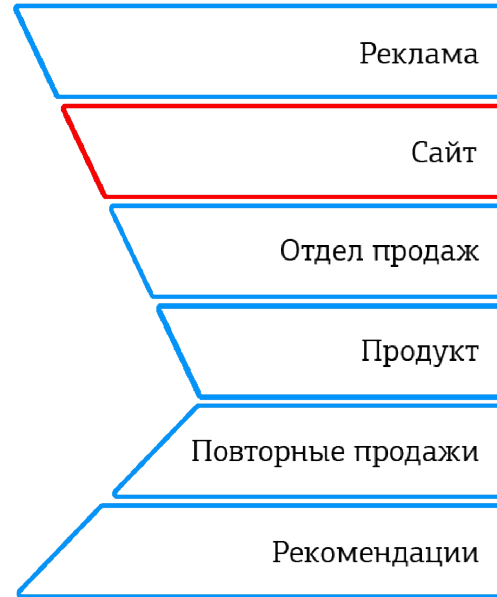 Реклама
Сайт
Отдел продаж
Продукт
Повторные продажи
Рекомендации